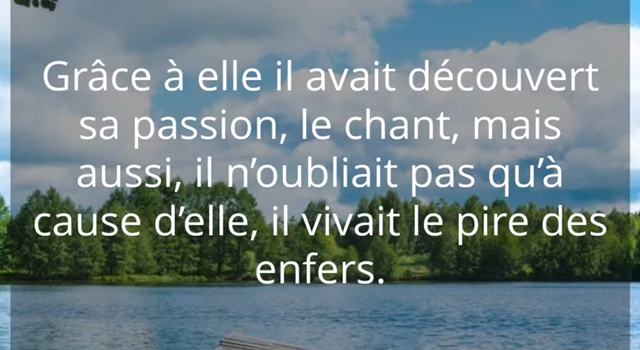 Grâce à elle il avait découvert
sa passion, le chant, mais
aussi, il n’oubliait pas qu’à
cause d’elle, il vivait le pire des
enfers.